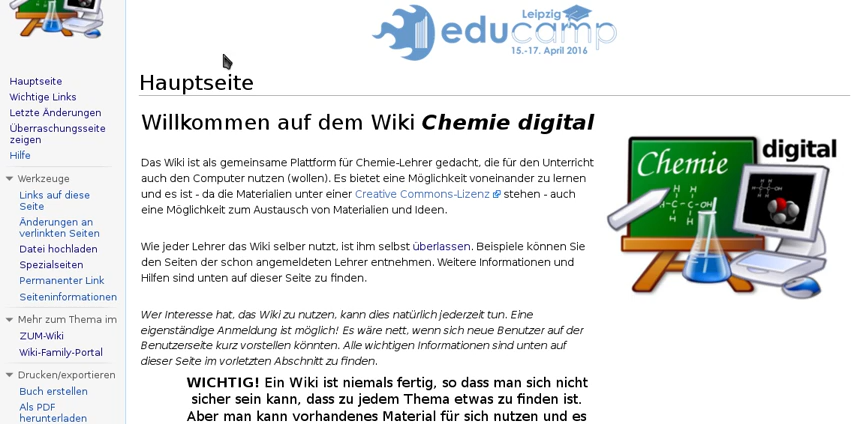 Leipzig
educamp
15.-17. April 2016
Hauptseite
Wichtige Links
Letzte Änderungen
Überraschungsseite
zeigen
Hilfe
Werkzeuge
Links auf diese
Seite
Änderungen an
verlinkten Seiten
Datei hochladen
Spezialseiten
Permanenter Link
Seiteninformationen
Mehr zum Thema im
ZUM-Wiki
Wiki-Family-Portal
Drucken/exportieren
Buch erstellen
Als PDF
herunterladen
Hauptseite
Willkommen auf dem Wiki Chemie digital
Das Wiki ist als gemeinsame Plattform für Chemie-Lehrer gedacht, die für den Unterricht
auch den Computer nutzen (wollen). Es bietet eine Möglichkeit voneinander zu lernen
und es ist - da die Materialien unter einer Creative Commons-Lizenz stehen - auch
eine Möglichkeit zum Austausch von Materialien und Ideen.
Wie jeder Lehrer das Wiki selber nutzt, ist ihm selbst überlassen. Beispiele können Sie
den Seiten der schon angemeldeten Lehrer entnehmen. Weitere Informationen und
Hilfen sind unten auf dieser Seite zu finden.
Wer Interesse hat, das Wiki zu nutzen, kann dies natürlich jederzeit tun. Eine
eigenständige Anmeldung ist möglich! Es wäre nett, wenn sich neue Benutzer auf der
Benutzerseite kurz vorstellen könnten. Alle wichtigen Informationen sind unten auf
dieser Seite im vorletzten Abschnitt zu finden.
WICHTIG! Ein Wiki ist niemals fertig, so dass man sich nicht
sicher sein kann, dass zu jedem Thema etwas zu finden ist.
Aber man kann vorhandenes Material für sich nutzen und es
Chemie
digital